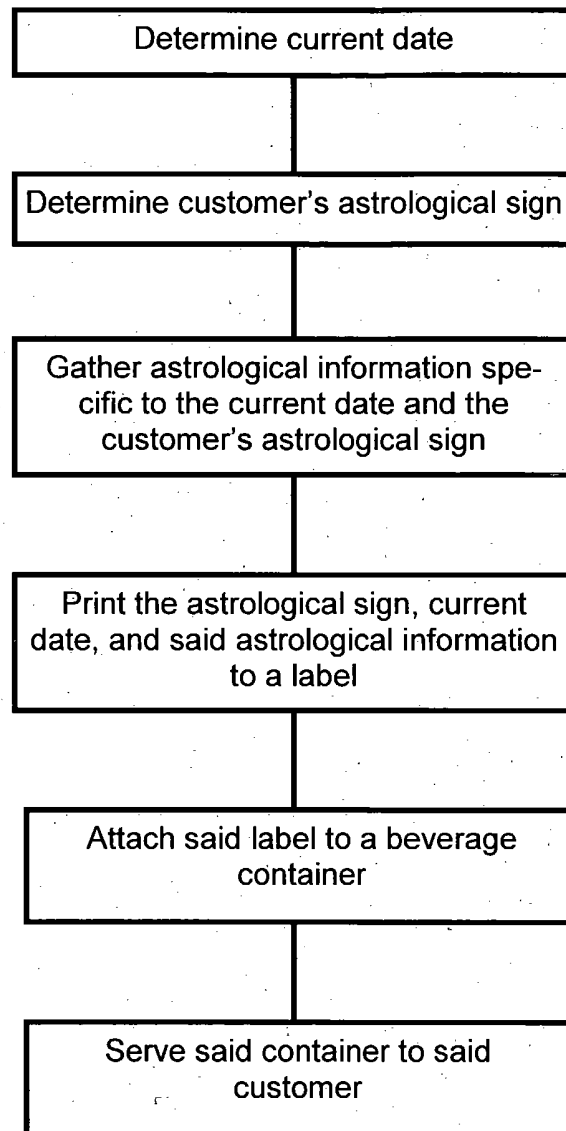 Determine current date
Determine customer's astrological sign
Gather astrological information spe-
cific to the current date and the
customer's astrological sign
Print the astrological sign, current
date, and said astrological information
to a label
Attach said label to a beverage
container
Serve said container to said
customer